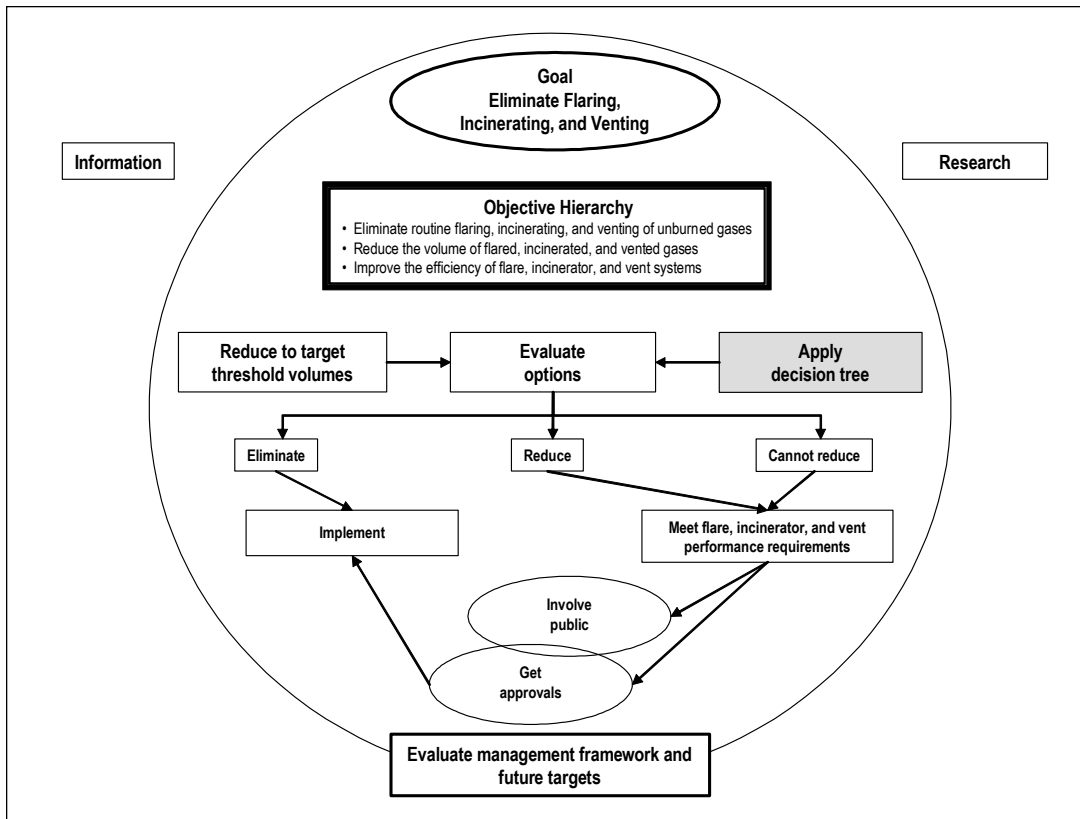 Goal
Eliminate Flaring,
Incinerating, and Venting
Information
Research
Objective Hierarchy
• Eliminate routine flaring, incinerating, and venting of unburned gases
• Reduce the volume of flared, incinerated, and vented gases
• Improve the efficiency of flare, incinerator, and vent systems
Reduce to target
threshold volumes
Evaluate
options
Apply
decision tree
Eliminate
Reduce
Cannot reduce
Implement
Meet flare, incinerator, and vent
performance requirements
Involve
public
Get
approvals
Evaluate management framework and
future targets